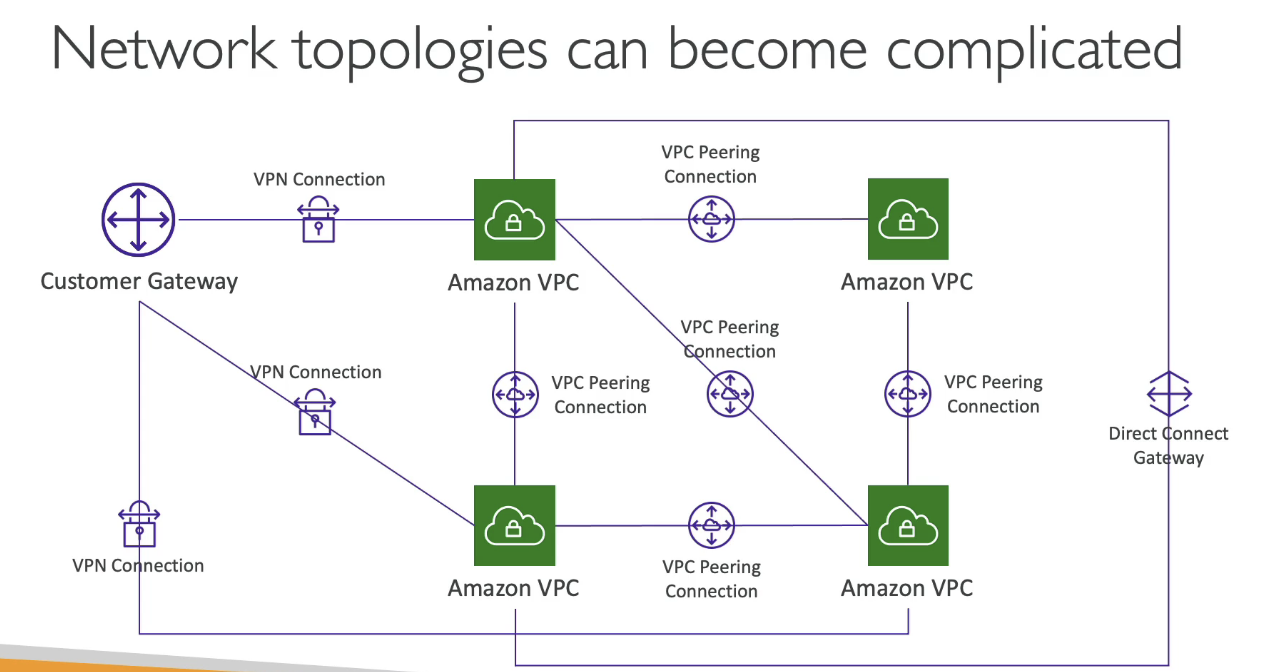 Network topologies can become complicated
VPC Peering
Connection
VPN Connection
Customer Gateway
Amazon VPC
Amazon VPC
VPC Peering
Connection
VPN Connection
VPC Peering
Connection
VPC Peering
Connection
Direct Connect
Gateway
VPN Connection
VPC Peering
Connection
Amazon VPC
Amazon VPC